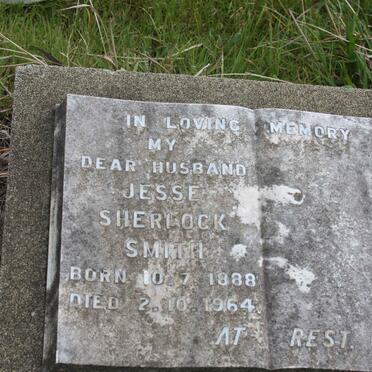 IN LOVING MEMORY
MY
DEAR HUSBAND
JESSE
SHERLOCK
SMITH
BORN 10.7.1888
DIED 2.10.1964
AT REST.